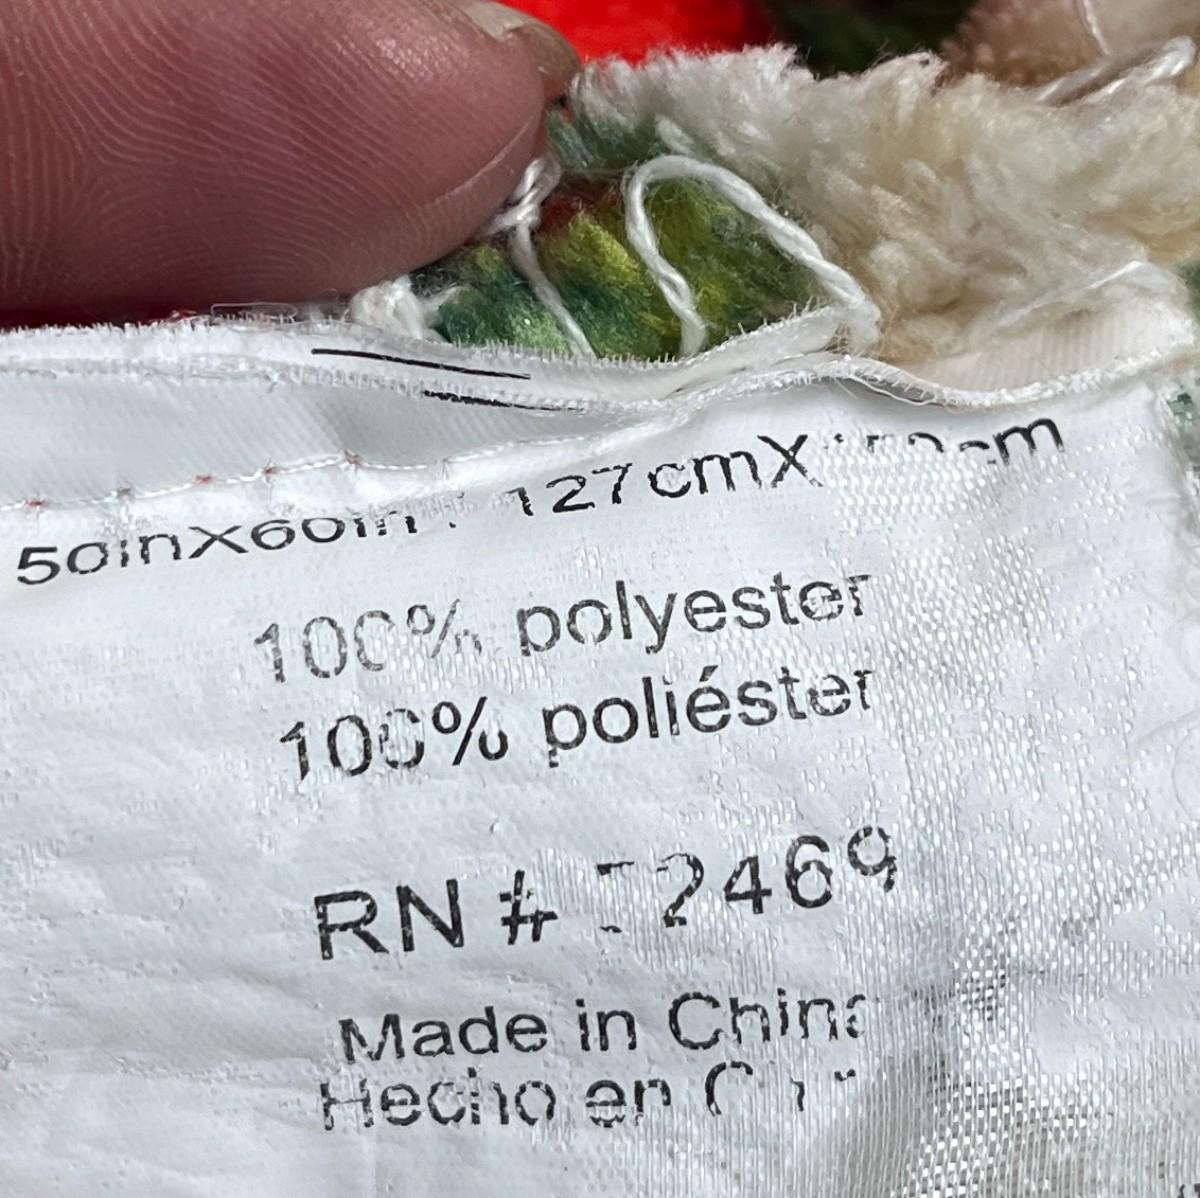 50inX60in 127cmX
100% polyester
100% poliéster
RN #
Made in China
Hecho en